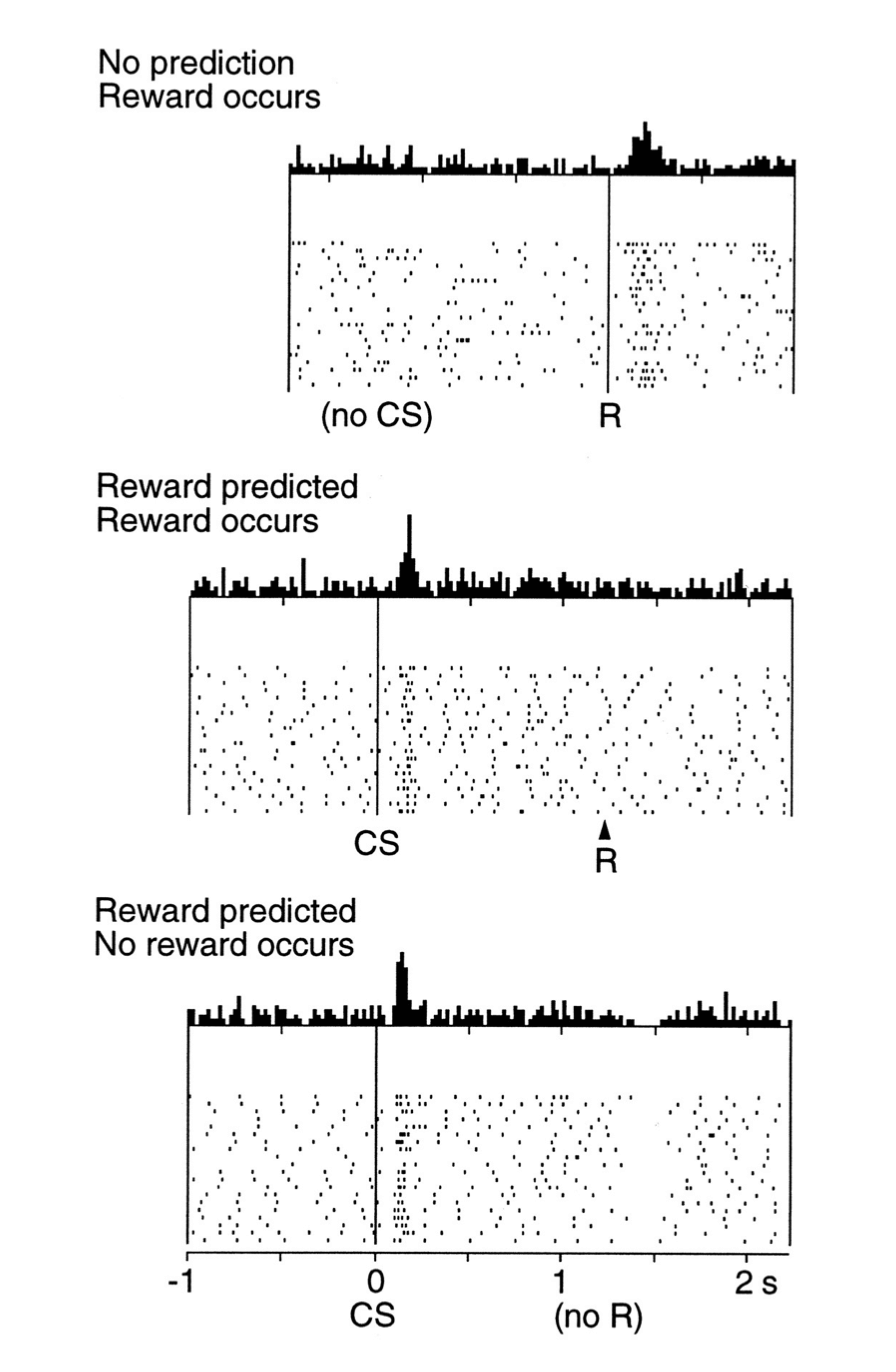 No prediction
Reward occurs
(no CS)
R
Reward predicted
Reward occurs
CS
R
Reward predicted
No reward occurs
-1
0
1
2 s
CS
(no R)